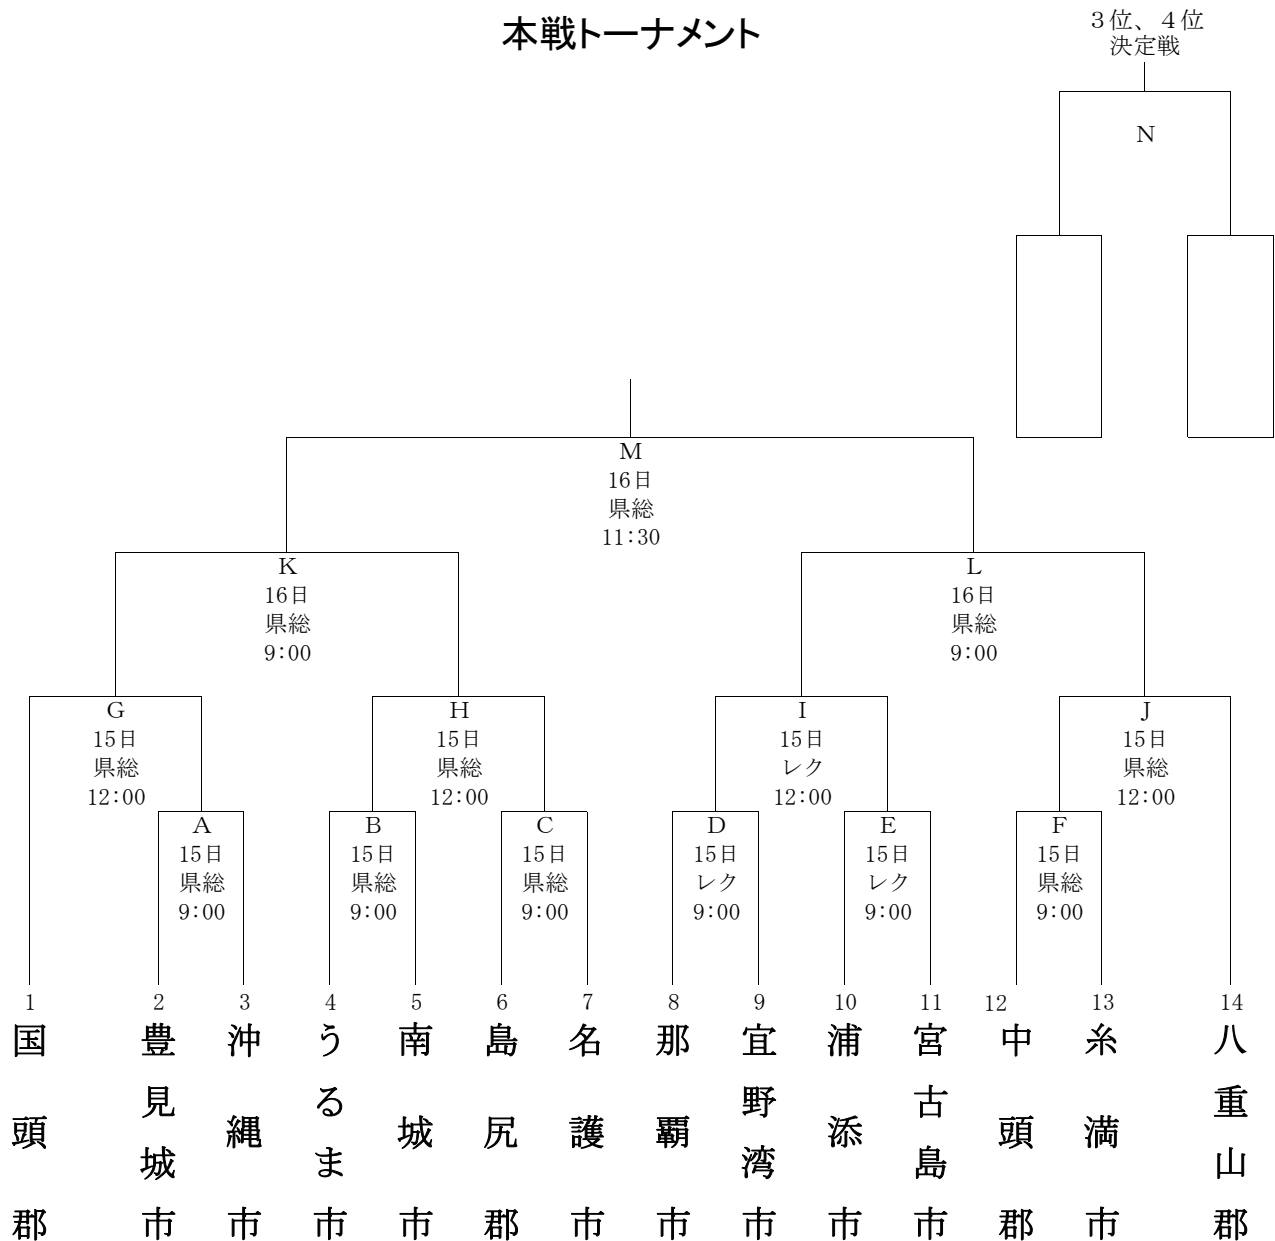 本戦トーナメント
３位、４位
決定戦
N
M
16日
県総
11：30
K
16日
県総
9：00
L
16日
県総
9：00
G
15日
県総
12：00
H
15日
県総
12：00
I
15日
レク
12：00
J
15日
県総
12：00
A
15日
県総
9：00
B
15日
県総
9：00
C
15日
県総
9：00
D
15日
レク
9：00
E
15日
レク
9：00
F
15日
県総
9：00
1
国頭郡
2
豊見城市
3
沖縄市
4
うるま市
5
南城市
6
島尻郡
7
名護市
8
那覇市
9
宜野湾市
10
浦添市
11
宮古島市
12
中頭郡
13
糸満市
14
八重山郡